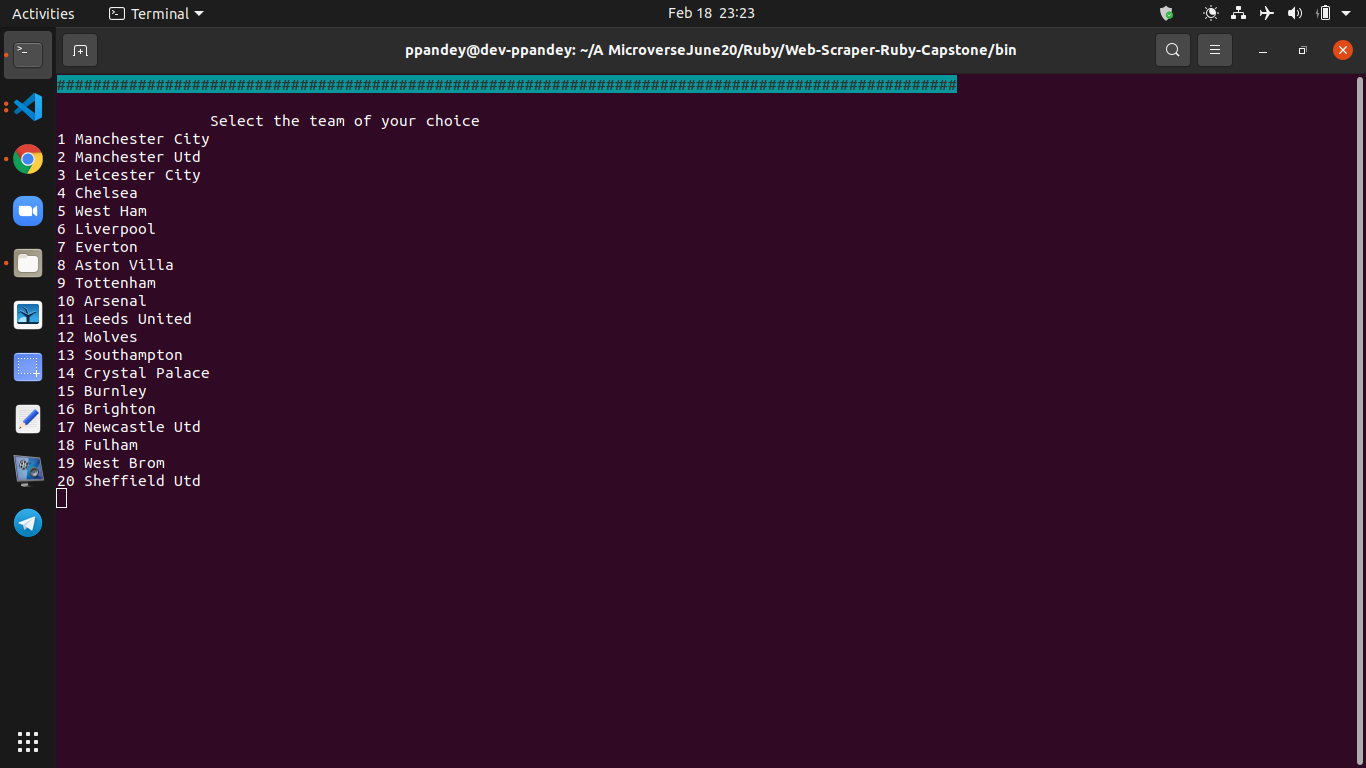 Activities Terminal Feb 18 23:23
ppandey@dev-ppandey: ~/A MicroverseJune20/Ruby/Web-Scraper-Ruby-Capstone/bin
####################################################################################################
Select the team of your choice
1 Manchester City
2 Manchester Utd
3 Leicester City
4 Chelsea
5 West Ham
6 Liverpool
7 Everton
8 Aston Villa
9 Tottenham
10 Arsenal
11 Leeds United
12 Wolves
13 Southampton
14 Crystal Palace
15 Burnley
16 Brighton
17 Newcastle Utd
18 Fulham
19 West Brom
20 Sheffield Utd